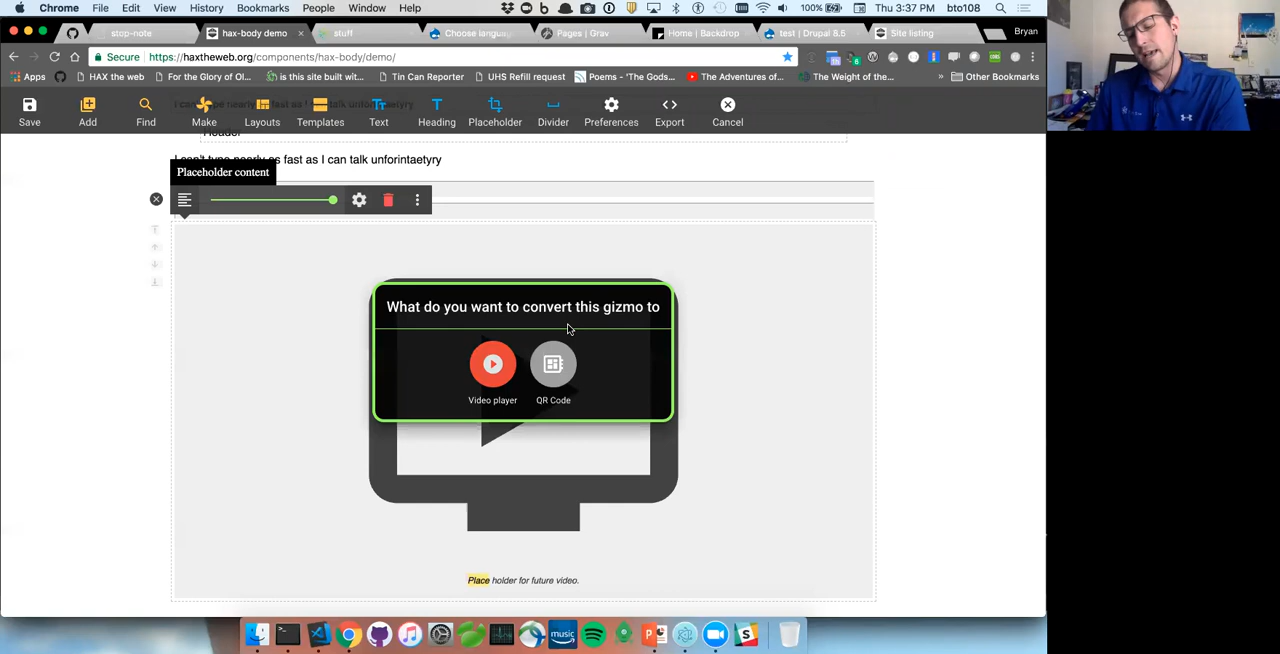 Chrome File Edit View History Bookmarks People Window Help 100% Thu 3:37 PM bto108
stop-note hax-body demo stuff Choose langua Pages | Grav Home | Backdrop test | Drupal 8.5 Site listing Bryan
Secure https://haxtheweb.org/components/hax-body/demo/
Apps HAX the web For the Glory of Ol... is this site built wit... Tin Can Reporter UHS Refill request Poems - 'The Gods... The Adventures of... The Weight of the... » Other Bookmarks
Save Add Find Make Layouts Templates Text Heading Placeholder Divider Preferences Export Cancel
Header
I can't type nearly as fast as I can talk unforintaetyry
Placeholder content
What do you want to convert this gizmo to
Video player QR Code
Place holder for future video.
music